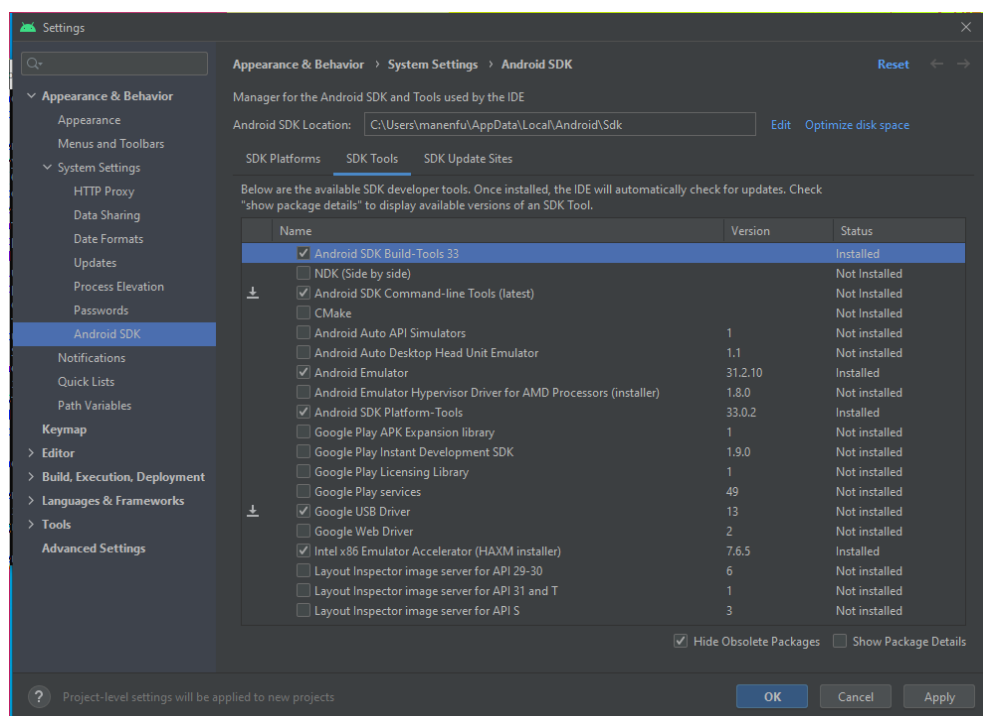 Settings
Appearance & Behavior
Appearance
Menus and Toolbars
System Settings
HTTP Proxy
Data Sharing
Date Formats
Updates
Process Elevation
Passwords
Android SDK
Notifications
Quick Lists
Path Variables
Keymap
Editor
Build, Execution, Deployment
Languages & Frameworks
Tools
Advanced Settings
Appearance & Behavior › System Settings › Android SDK Reset
Manager for the Android SDK and Tools used by the IDE
Android SDK Location: C:\Users\manenfu\AppData\Local\Android\Sdk Edit Optimize disk space
SDK Platforms SDK Tools SDK Update Sites
Below are the available SDK developer tools. Once installed, the IDE will automatically check for updates. Check
"show package details" to display available versions of an SDK Tool.
Name Version Status
Android SDK Build-Tools 33 Installed
NDK (Side by side) Not Installed
Android SDK Command-line Tools (latest) Not Installed
CMake Not Installed
Android Auto API Simulators 1 Not installed
Android Auto Desktop Head Unit Emulator 1.1 Not installed
Android Emulator 31.2.10 Installed
Android Emulator Hypervisor Driver for AMD Processors (installer) 1.8.0 Not installed
Android SDK Platform-Tools 33.0.2 Installed
Google Play APK Expansion library 1 Not installed
Google Play Instant Development SDK 1.9.0 Not installed
Google Play Licensing Library 1 Not installed
Google Play services 49 Not installed
Google USB Driver 13 Not installed
Google Web Driver 2 Not installed
Intel x86 Emulator Accelerator (HAXM installer) 7.6.5 Installed
Layout Inspector image server for API 29-30 6 Not installed
Layout Inspector image server for API 31 and T 1 Not installed
Layout Inspector image server for API S 3 Not installed
Hide Obsolete Packages Show Package Details
? Project-level settings will be applied to new projects
OK Cancel Apply